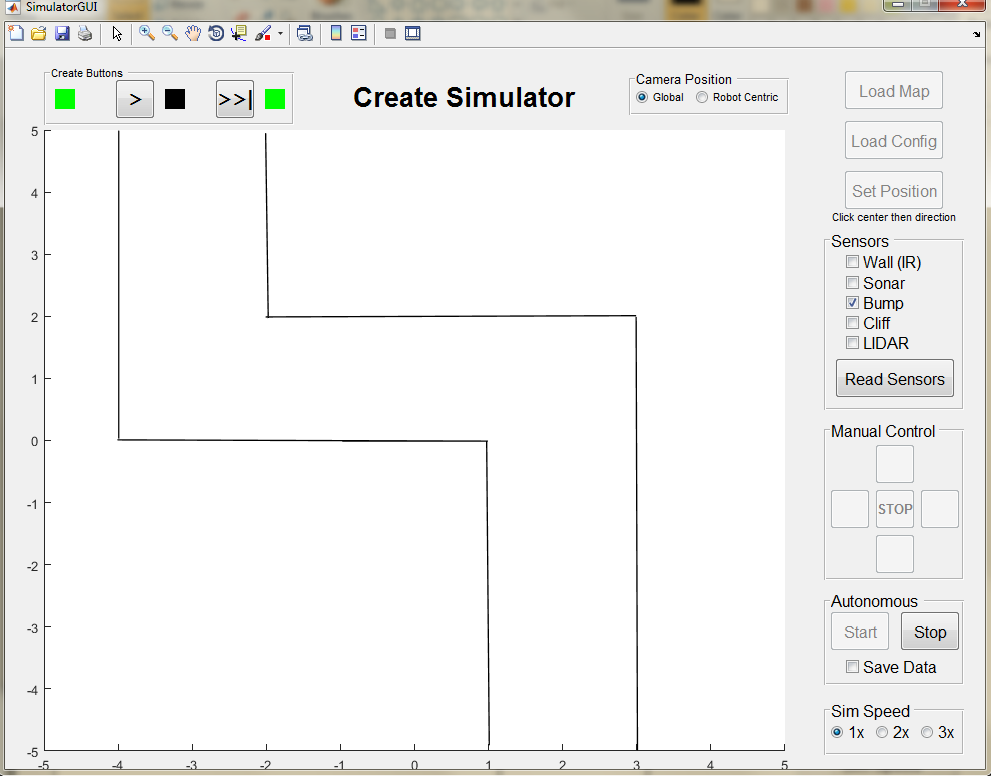 SimulatorGUI
Create Buttons
>
>>|
Create Simulator
Camera Position
Global
Robot Centric
Load Map
Load Config
Set Position
Click center then direction
Sensors
Wall (IR)
Sonar
Bump
Cliff
LIDAR
Read Sensors
Manual Control
STOP
Autonomous
Start
Stop
Save Data
Sim Speed
1x
2x
3x
5
4
3
2
1
0
-1
-2
-3
-4
-5
-5
-4
-3
-2
-1
0
1
2
3
4
5